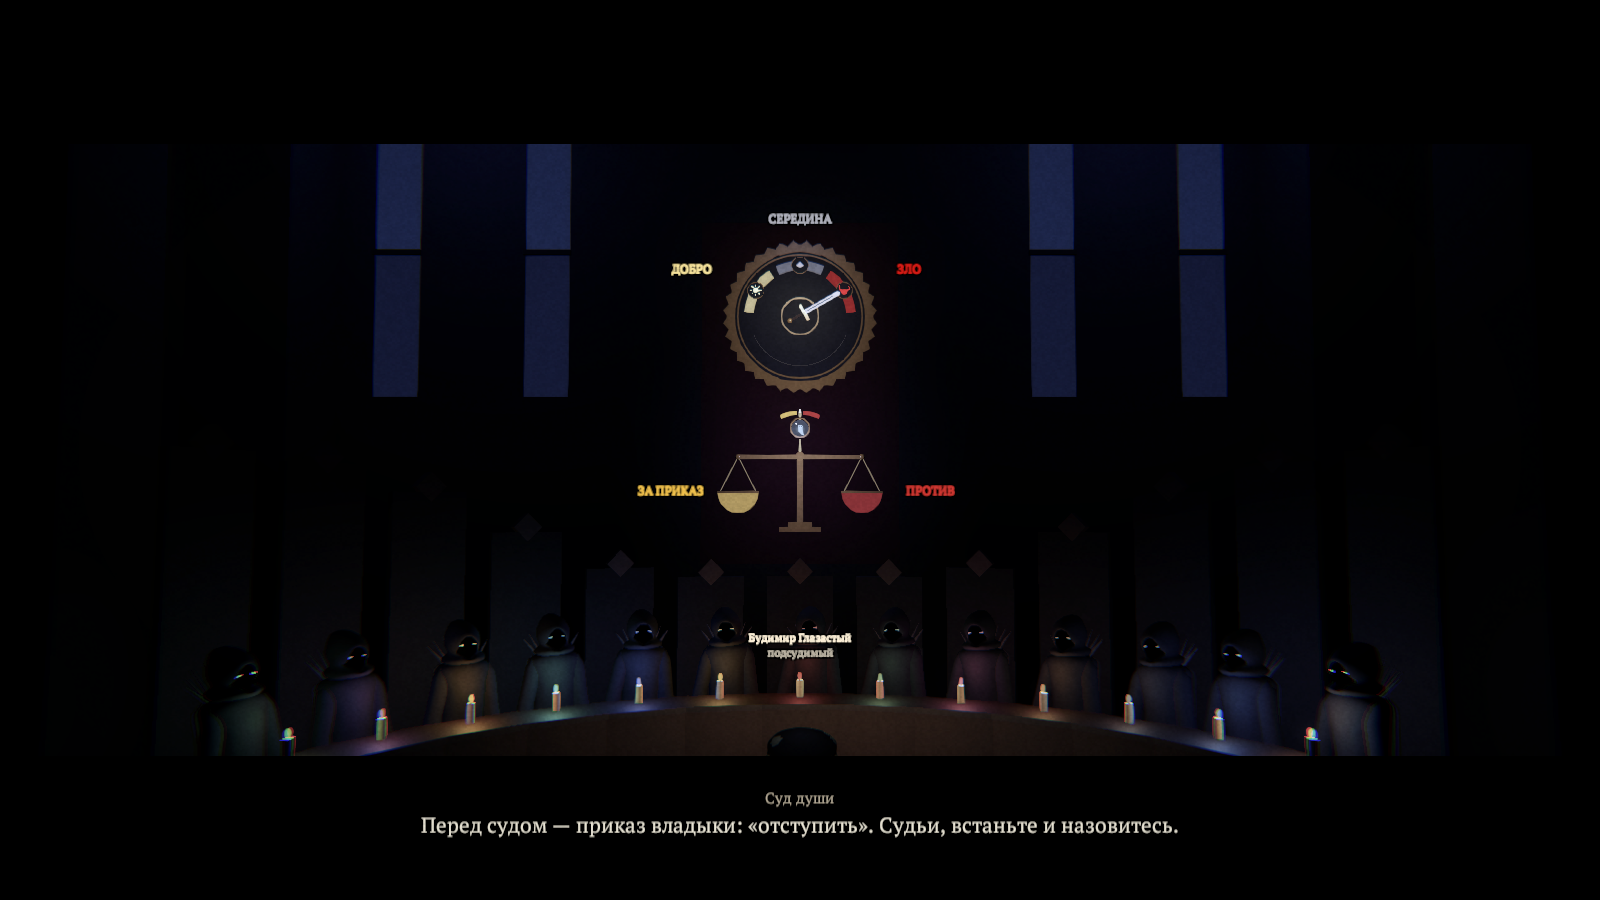 СЕРЕДИНА
ДОБРО
ЗЛО
ЗА ПРИКАЗ
ПРОТИВ
Будимир Глазастый
подсудимый
Суд души
Перед судом — приказ владыки: «отступить». Судьи, встаньте и назовитесь.